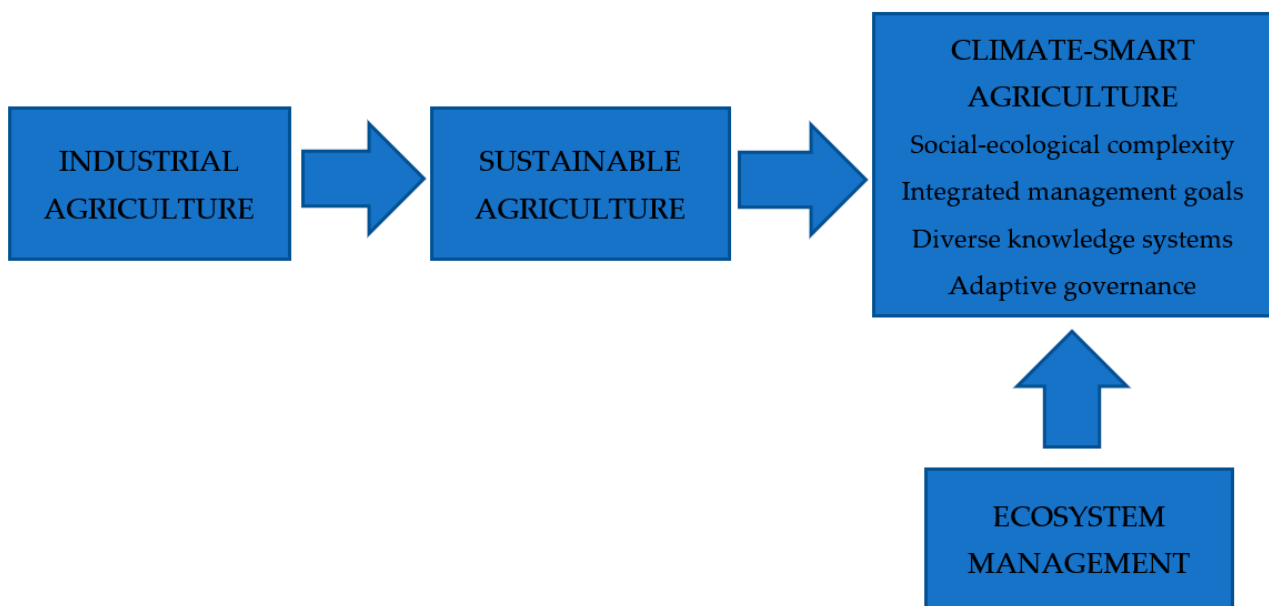 INDUSTRIAL
AGRICULTURE
SUSTAINABLE
AGRICULTURE
CLIMATE-SMART
AGRICULTURE
Social-ecological complexity
Integrated management goals
Diverse knowledge systems
Adaptive governance
ECOSYSTEM
MANAGEMENT